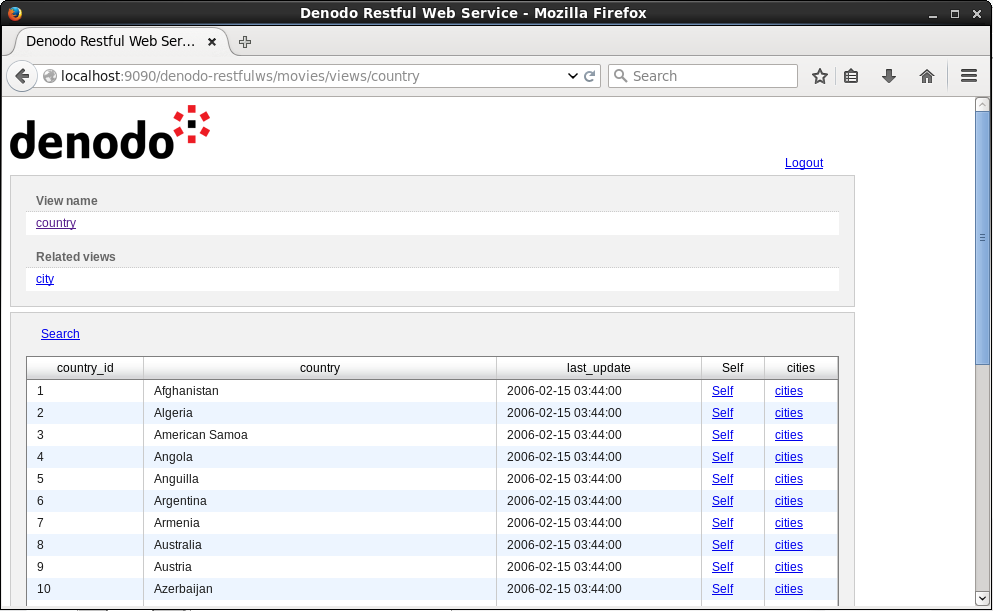 Denodo Restful Web Service - Mozilla Firefox
Denodo Restful Web Ser...
localhost:9090/denodo-restfulws/movies/views/country
Search
denodo
Logout
View name
country
Related views
city
Search
country_id country last_update Self cities
1 Afghanistan 2006-02-15 03:44:00 Self cities
2 Algeria 2006-02-15 03:44:00 Self cities
3 American Samoa 2006-02-15 03:44:00 Self cities
4 Angola 2006-02-15 03:44:00 Self cities
5 Anguilla 2006-02-15 03:44:00 Self cities
6 Argentina 2006-02-15 03:44:00 Self cities
7 Armenia 2006-02-15 03:44:00 Self cities
8 Australia 2006-02-15 03:44:00 Self cities
9 Austria 2006-02-15 03:44:00 Self cities
10 Azerbaijan 2006-02-15 03:44:00 Self cities